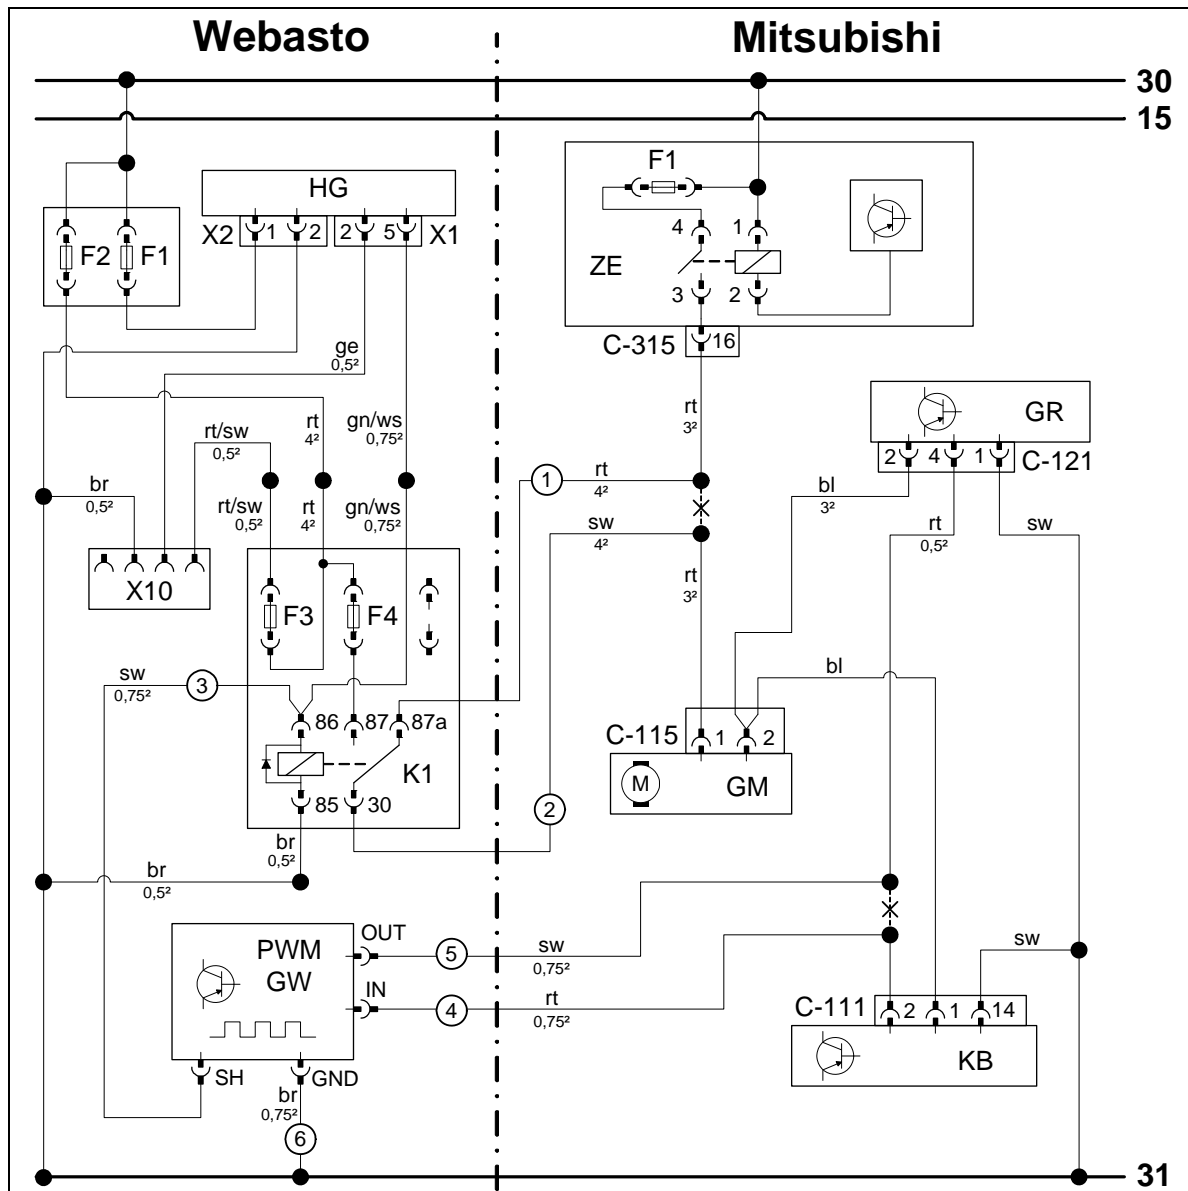 Webasto
Mitsubishi
30
15
F2
F1
HG
X2
1
2
2
5
X1
F1
4
1
ZE
3
2
C-315
16
ge
0,5²
rt
4²
gn/ws
0,75²
rt/sw
0,5²
rt
3²
GR
2
4
1
C-121
br
0,5²
rt/sw
0,5²
rt
4²
gn/ws
0,75²
1
rt
4²
sw
4²
bl
3²
rt
0,5²
sw
X10
F3
F4
rt
3²
sw
0,75²
3
bl
86
87
87a
C-115
1
2
K1
M
GM
85
30
2
br
0,5²
br
0,5²
PWM
GW
OUT
5
sw
0,75²
sw
IN
4
rt
0,75²
C-111
2
1
14
KB
SH
GND
br
0,75²
6
31